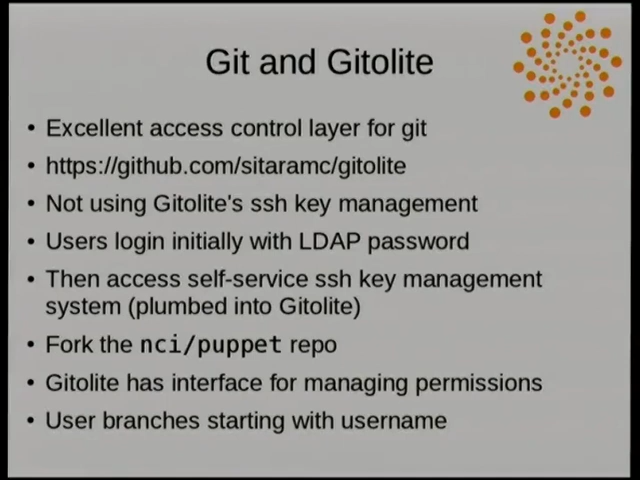 Git and Gitolite
• Excellent access control layer for git
• https://github.com/sitaramc/gitolite
• Not using Gitolite's ssh key management
• Users login initially with LDAP password
• Then access self-service ssh key management
system (plumbed into Gitolite)
• Fork the nci/puppet repo
• Gitolite has interface for managing permissions
• User branches starting with username